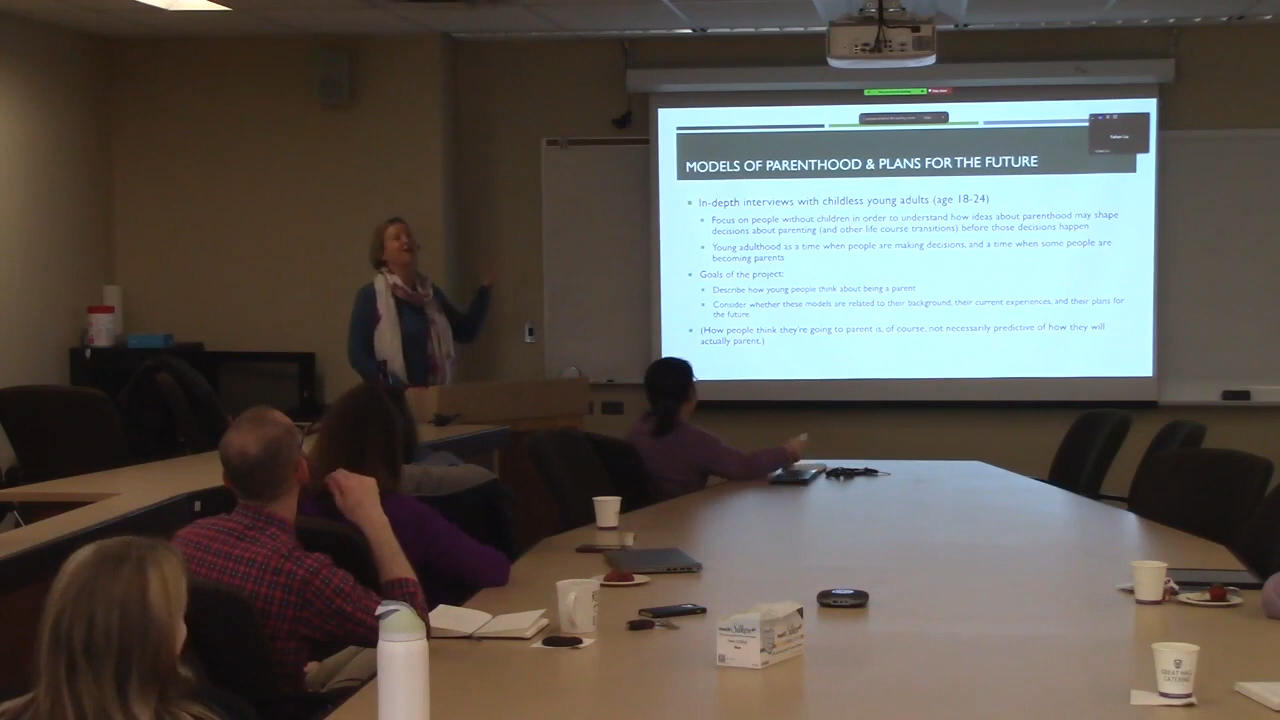 MODELS OF PARENTHOOD & PLANS FOR THE FUTURE
In-depth interviews with childless young adults (age 18-24)
Focus on people without children in order to understand how ideas about parenthood may shape
decisions about parenting (and other life course transitions) before those decisions happen
Young adulthood as a time when people are making decisions, and a time when some people are
becoming parents
Goals of the project:
Describe how young people think about being a parent
Consider whether these models are related to their background, their current experiences, and their plans for
the future
(How people think they're going to parent is, of course, not necessarily predictive of how they will
actually parent.)
GREAT HALL
CATERING